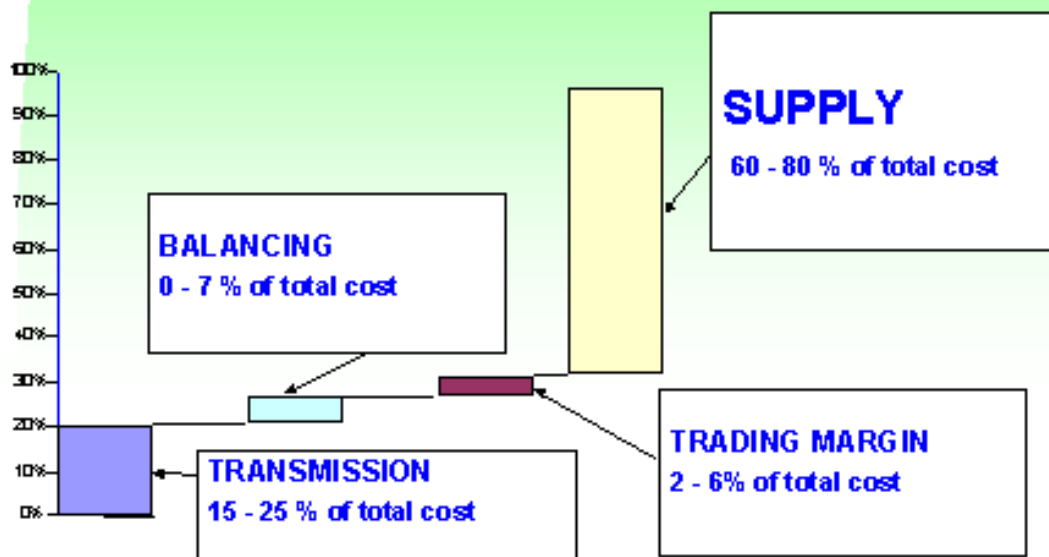 100%
90%
80%
70%
60%
50%
40%
30%
20%
10%
0%
SUPPLY
60 - 80 % of total cost
BALANCING
0 - 7 % of total cost
TRADING MARGIN
2 - 6% of total cost
TRANSMISSION
15 - 25 % of total cost